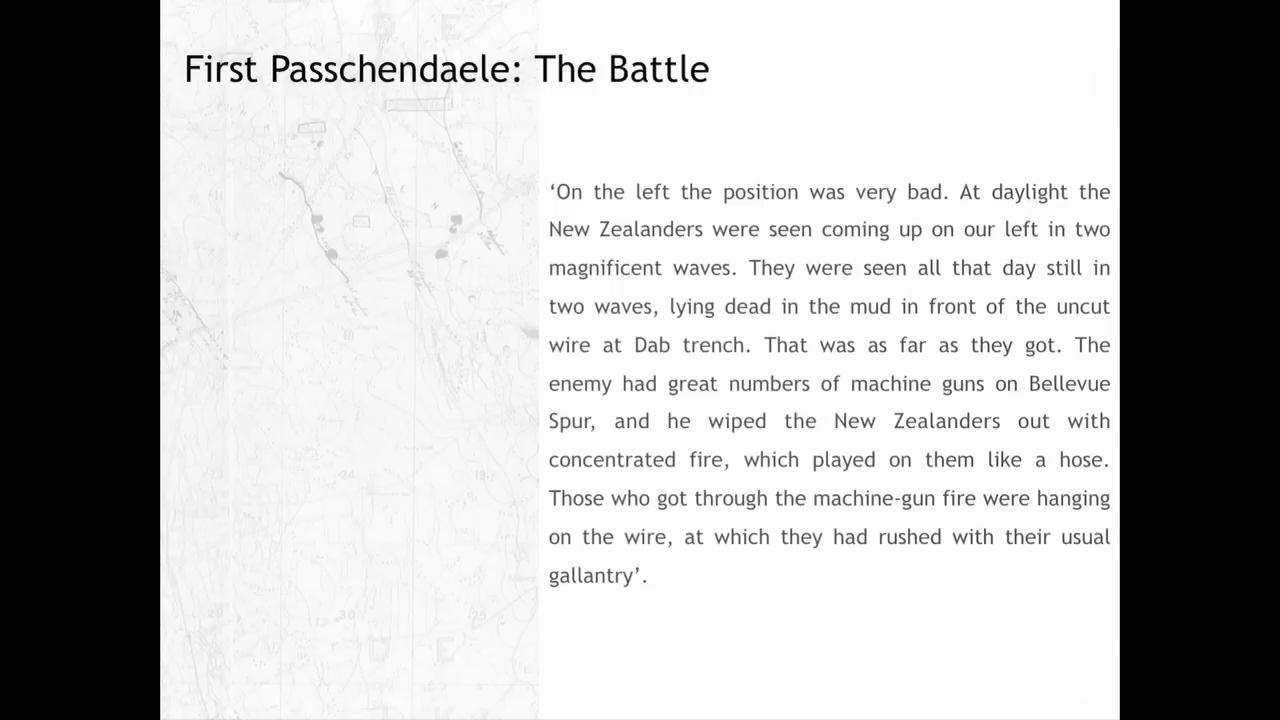 First Passchendaele: The Battle
‘On the left the position was very bad. At daylight the
New Zealanders were seen coming up on our left in two
magnificent waves. They were seen all that day still in
two waves, lying dead in the mud in front of the uncut
wire at Dab trench. That was as far as they got. The
enemy had great numbers of machine guns on Bellevue
Spur, and he wiped the New Zealanders out with
concentrated fire, which played on them like a hose.
Those who got through the machine-gun fire were hanging
on the wire, at which they had rushed with their usual
gallantry’.